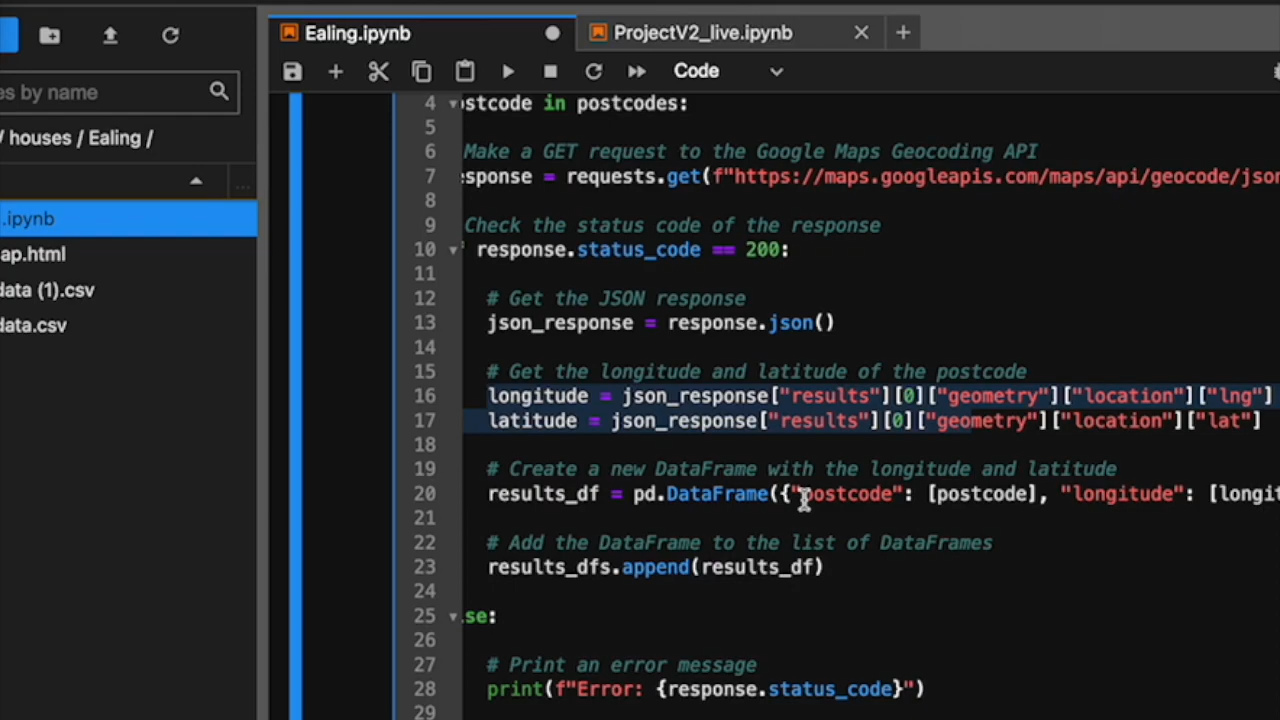 Ealing.ipynb
ProjectV2_live.ipynb
Code
es by name
/ houses / Ealing /
.ipynb
ap.html
data (1).csv
data.csv
4 ostcode in postcodes:
5
6 Make a GET request to the Google Maps Geocoding API
7 esponse = requests.get(f"https://maps.googleapis.com/maps/api/geocode/json
8
9 Check the status code of the response
10 response.status_code == 200:
11
12 # Get the JSON response
13 json_response = response.json()
14
15 # Get the longitude and latitude of the postcode
16 longitude = json_response["results"][0]["geometry"]["location"]["lng"]
17 latitude = json_response["results"][0]["geometry"]["location"]["lat"]
18
19 # Create a new DataFrame with the longitude and latitude
20 results_df = pd.DataFrame({"postcode": [postcode], "longitude": [longit
21
22 # Add the DataFrame to the list of DataFrames
23 results_dfs.append(results_df)
24
25 se:
26
27 # Print an error message
28 print(f"Error: {response.status_code}")
29